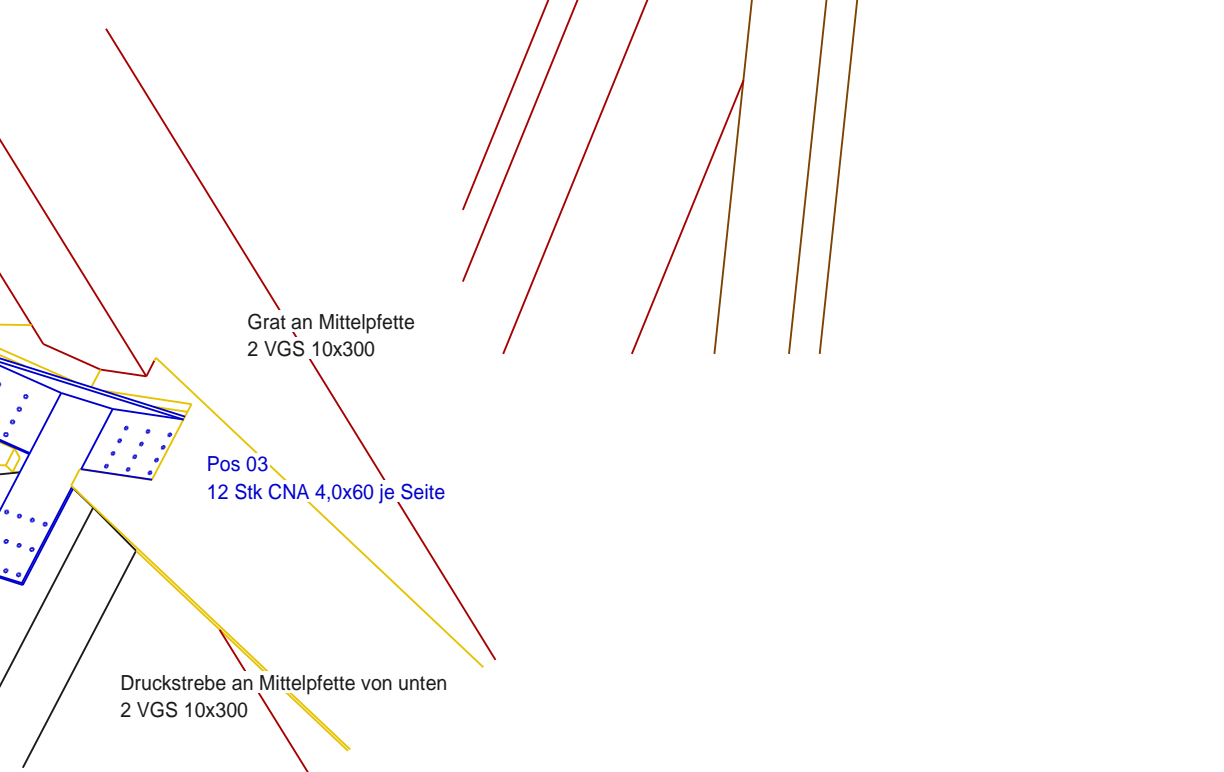 Grat an Mittelpfette
2 VGS 10x300
Pos 03
12 Stk CNA 4,0x60 je Seite
Druckstrebe an Mittelpfette von unten
2 VGS 10x300